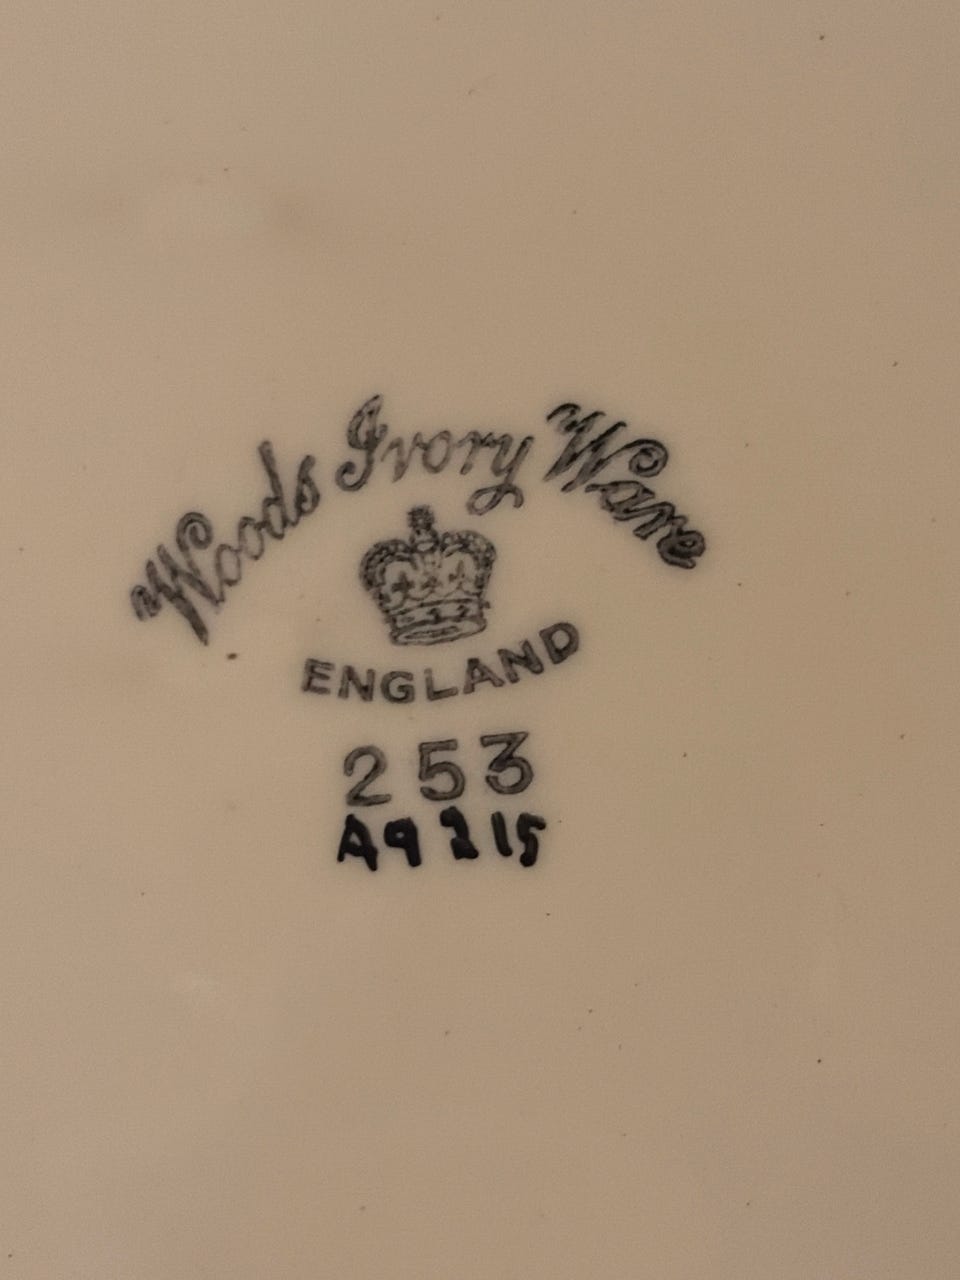 Woods Ivory Ware
ENGLAND
253
A9215